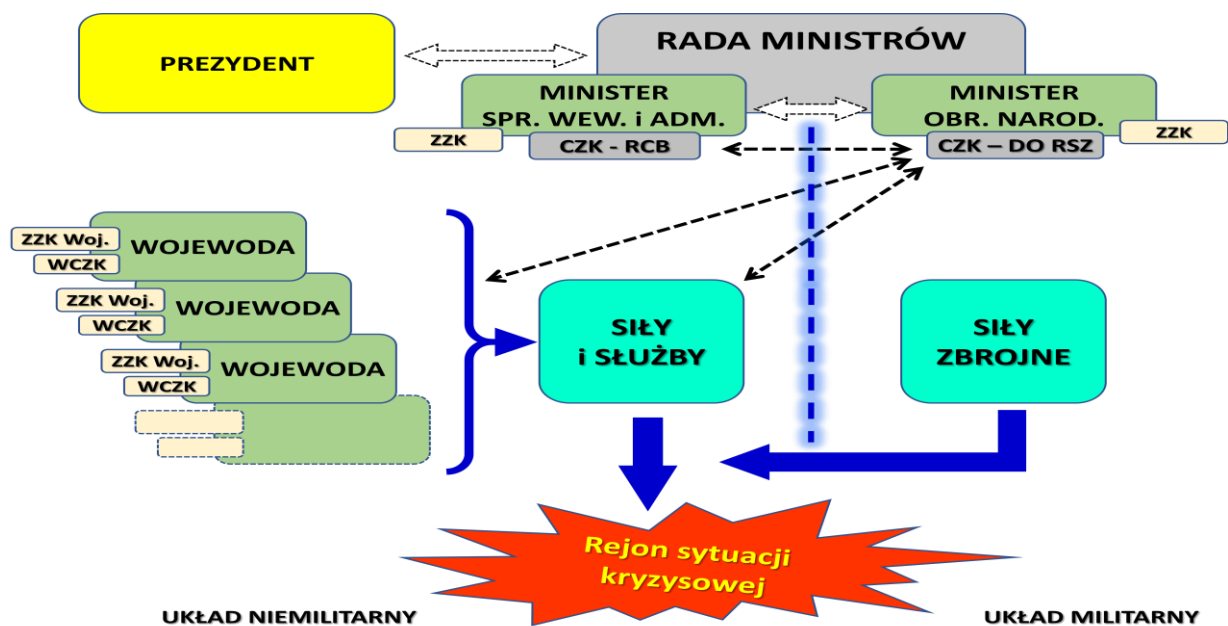 PREZYDENT
RADA MINISTRÓW
MINISTER
SPR. WEW. i ADM.
MINISTER
OBR. NAROD.
ZZK
CZK - RCB
CZK – DO RSZ
ZZK
ZZK Woj.
WOJEWODA
WCZK
ZZK Woj.
WOJEWODA
WCZK
ZZK Woj.
WOJEWODA
WCZK
SIŁY
i SŁUŻBY
SIŁY
ZBROJNE
Rejon sytuacji
kryzysowej
UKŁAD NIEMILITARNY
UKŁAD MILITARNY